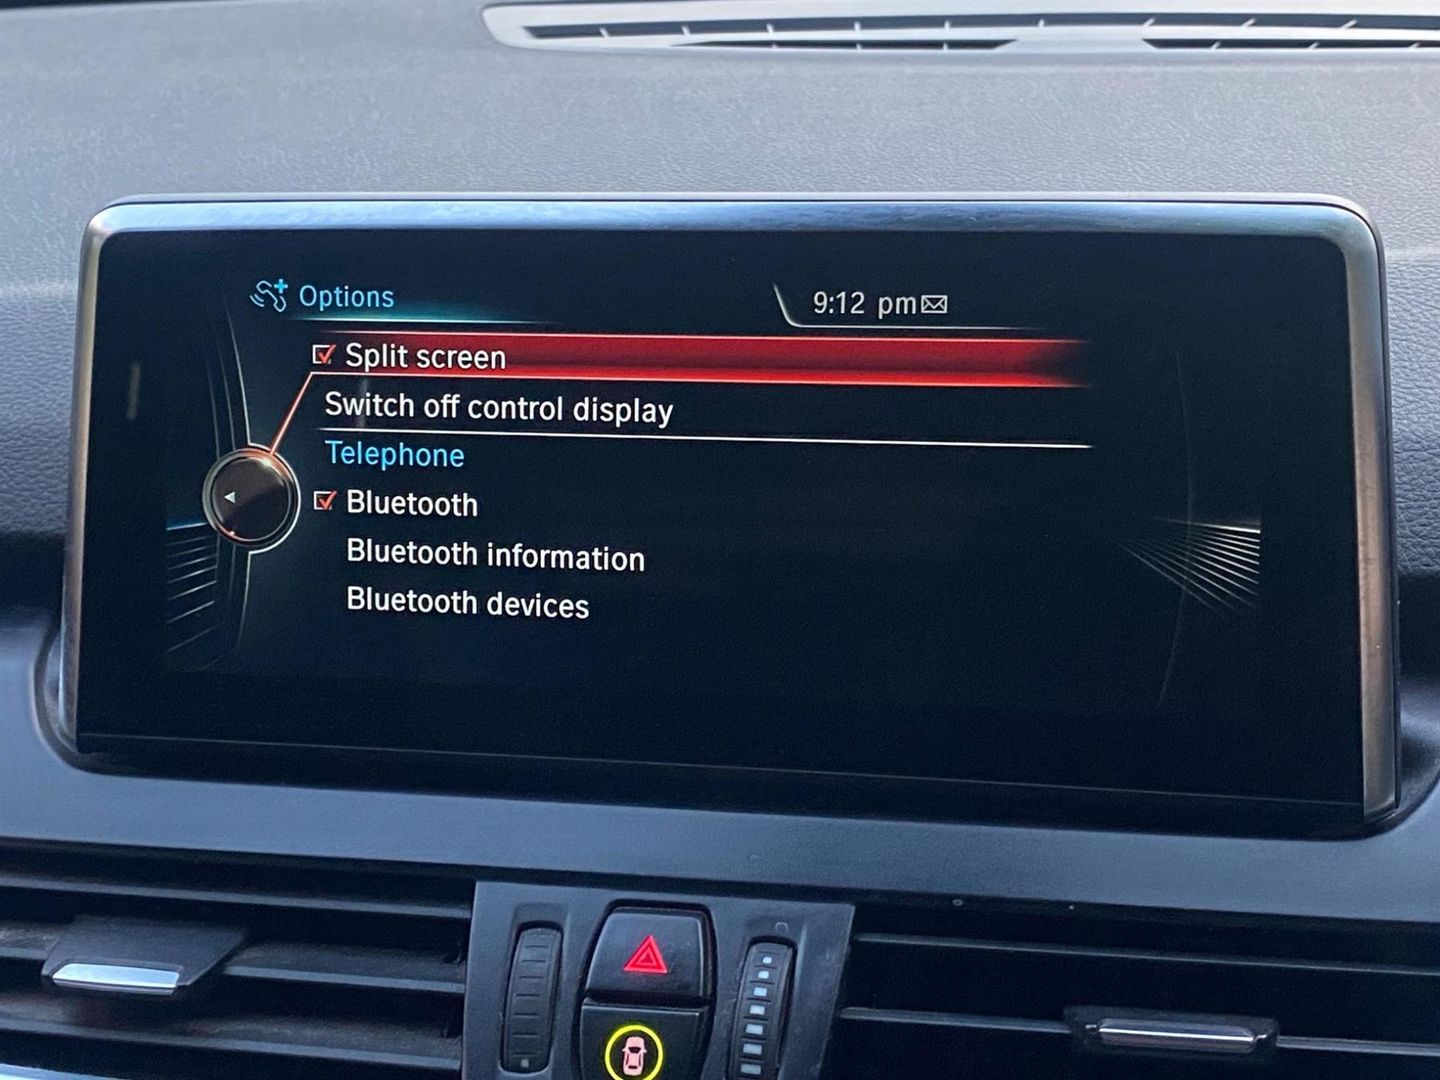 Options
9:12 pm
Split screen
Switch off control display
Telephone
Bluetooth
Bluetooth information
Bluetooth devices